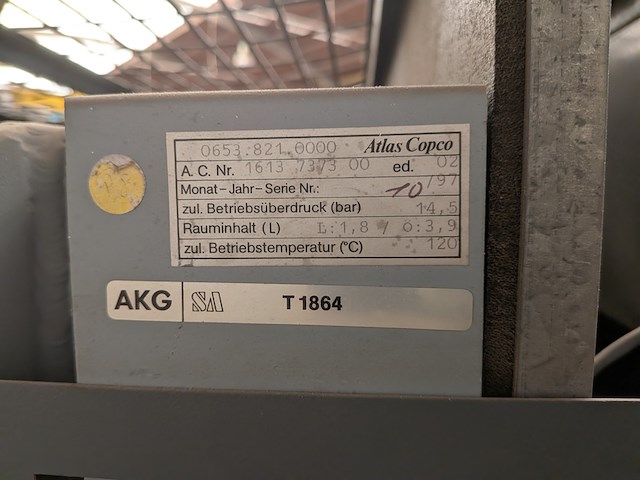 0653.821.0000 Atlas Copco
A. C. Nr. 1613 7373 00 ed. 02
Monat-Jahr-Serie Nr.: 10/97
zul. Betriebsüberdruck (bar) 14,5
Rauminhalt (L) L:1,8 / Ö:3,9
zul. Betriebstemperatur (°C) 120
AKG SA T 1864